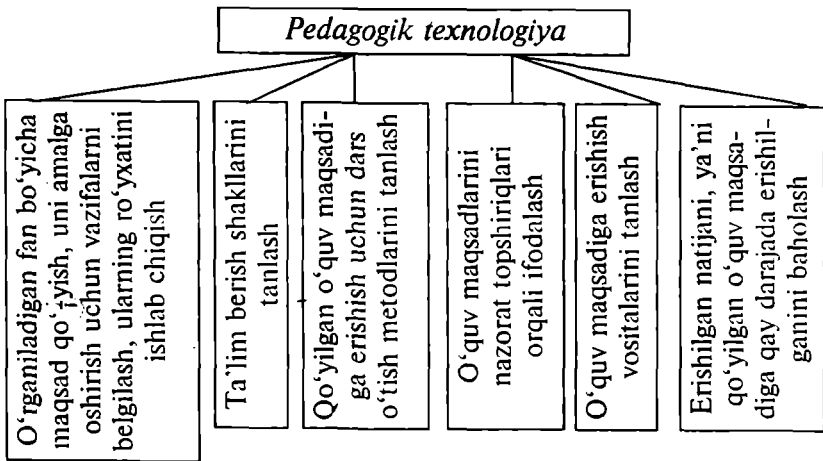 Pedagogik texnologiya
O‘rganiladigan fan bo‘yicha
maqsad qo‘yish, uni amalga
oshirish uchun vazifalarni
belgilash, ularning ro‘yxatini
ishlab chiqish
Ta’lim berish shakllarini
tanlash
Qo‘yilgan o‘quv maqsadi-
ga erishish uchun dars
o‘tish metodlarini tanlash
O‘quv maqsadlarini
nazorat topshiriqlari
orqali ifodalash
O‘quv maqsadiga erishish
vositalarini tanlash
Erishilgan natijani, ya’ni
qo‘yilgan o‘quv maqsa-
diga qay darajada erishil-
ganini baholash